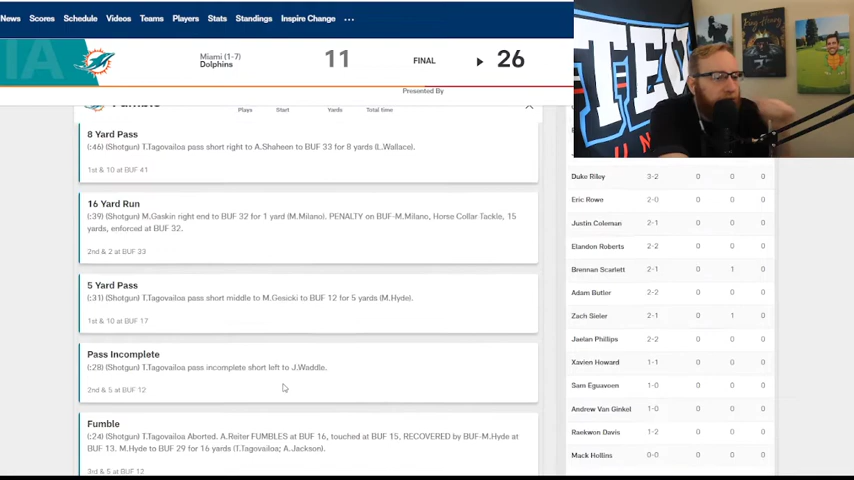 News Scores Schedule Videos Teams Players Stats Standings Inspire Change ...
IA
Miami (1-7)
Dolphins
11
FINAL
26
Presented By
Fumble
Plays Start Yards Total time
8 Yard Pass
(:46) (Shotgun) T.Tagovailoa pass short right to A.Shaheen to BUF 33 for 8 yards (L.Wallace).
1st & 10 at BUF 41
16 Yard Run
(:39) (Shotgun) M.Gaskin right end to BUF 32 for 1 yard (M.Milano). PENALTY on BUF-M.Milano, Horse Collar Tackle, 15
yards, enforced at BUF 32.
2nd & 2 at BUF 33
5 Yard Pass
(:31) (Shotgun) T.Tagovailoa pass short middle to M.Gesicki to BUF 12 for 5 yards (M.Hyde).
1st & 10 at BUF 17
Pass Incomplete
(:28) (Shotgun) T.Tagovailoa pass incomplete short left to J.Waddle.
2nd & 5 at BUF 12
Fumble
(:24) (Shotgun) T.Tagovailoa Aborted. A.Reiter FUMBLES at BUF 16, touched at BUF 15, RECOVERED by BUF-M.Hyde at
BUF 13. M.Hyde to BUF 29 for 16 yards (T.Tagovailoa; A.Jackson).
3rd & 5 at BUF 12
Duke Riley 3-2 0 0 0
Eric Rowe 2-0 0 0 0
Justin Coleman 2-1 0 0 0
Elandon Roberts 2-2 0 0 0
Brennan Scarlett 2-1 0 1 0
Adam Butler 2-2 0 0 0
Zach Sieler 2-1 0 1 0
Jaelan Phillips 2-2 0 0 0
Xavien Howard 1-1 0 0 0
Sam Eguavoen 1-0 0 0 0
Andrew Van Ginkel 1-0 0 0 0
Raekwon Davis 1-2 0 0 0
Mack Hollins 0-0 0 0 0